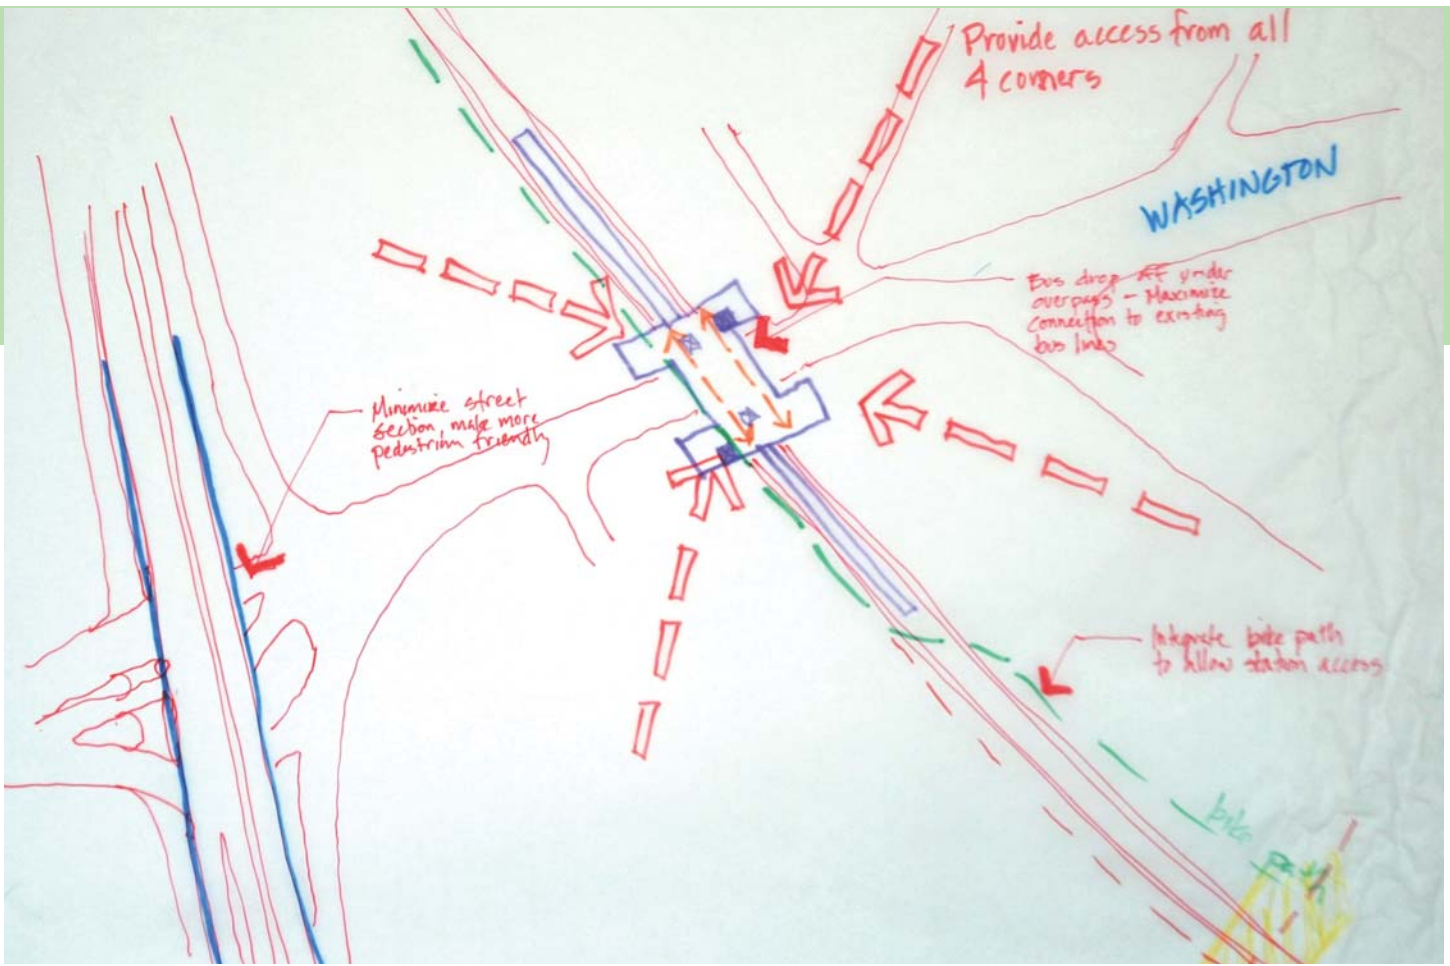 Provide access from all
4 corners
WASHINGTON
Bus drop off under
overpass - Maximize
connection to existing
bus lines
Minimize street
section, make more
pedestrian friendly
Integrate bike path
to allow station access
bike
Path